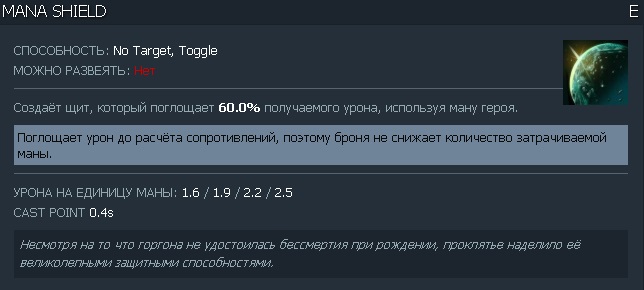 MANA SHIELD E
СПОСОБНОСТЬ: No Target, Toggle
МОЖНО РАЗВЕЯТЬ: Нет
Создаёт щит, который поглощает 60.0% получаемого урона, используя ману героя.
Поглощает урон до расчёта сопротивлений, поэтому броня не снижает количество затрачиваемой
маны.
УРОНА НА ЕДИНИЦУ МАНЫ: 1.6 / 1.9 / 2.2 / 2.5
CAST POINT 0.4s
Несмотря на то что горгона не удостоилась бессмертия при рождении, проклятье наделило её
великолепными защитными способностями.